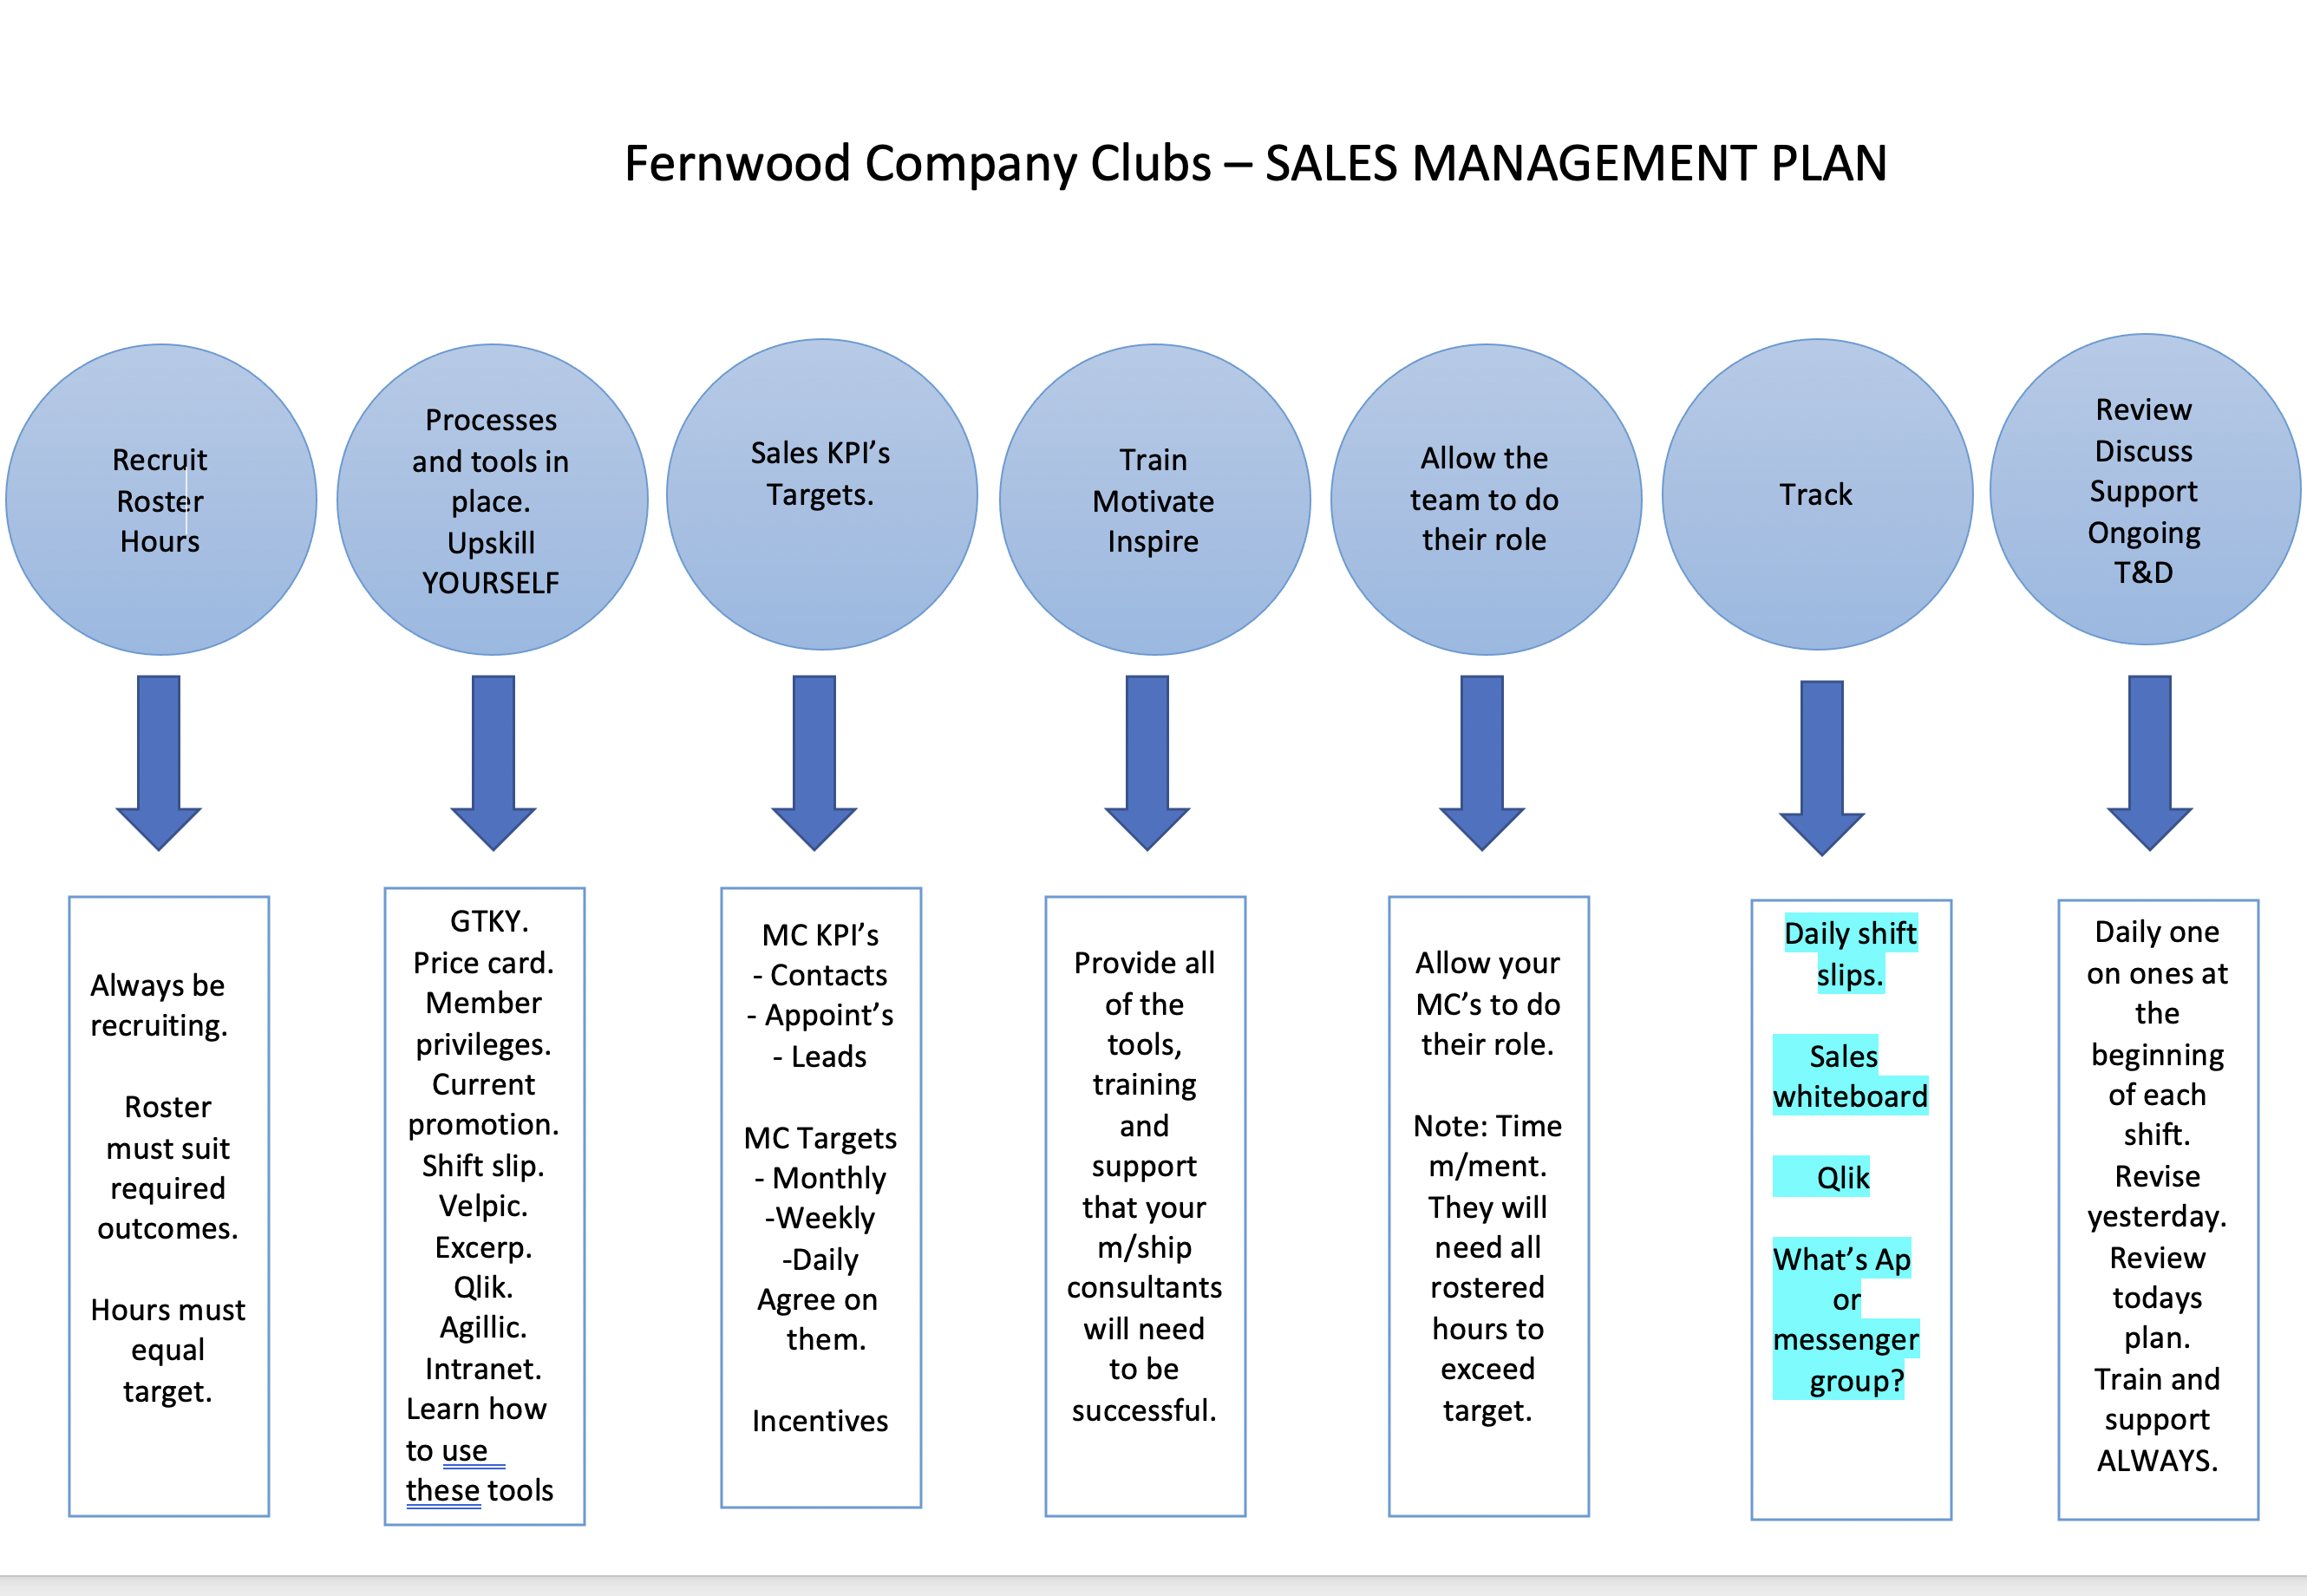 Fernwood Company Clubs – SALES MANAGEMENT PLAN
Recruit
Roster
Hours
Processes
and tools in
place.
Upskill
YOURSELF
Sales KPI’s
Targets.
Train
Motivate
Inspire
Allow the
team to do
their role
Track
Review
Discuss
Support
Ongoing
T&D
Always be
recruiting.
Roster
must suit
required
outcomes.
Hours must
equal
target.
GTKY.
Price card.
Member
privileges.
Current
promotion.
Shift slip.
Velpic.
Excerp.
Qlik.
Agillic.
Intranet.
Learn how
to use
these tools
MC KPI’s
- Contacts
- Appoint’s
- Leads
MC Targets
- Monthly
-Weekly
-Daily
Agree on
them.
Incentives
Provide all
of the
tools,
training
and
support
that your
m/ship
consultants
will need
to be
successful.
Allow your
MC’s to do
their role.
Note: Time
m/ment.
They will
need all
rostered
hours to
exceed
target.
Daily shift
slips.
Sales
whiteboard
Qlik
What’s Ap
or
messenger
group?
Daily one
on ones at
the
beginning
of each
shift.
Revise
yesterday.
Review
todays
plan.
Train and
support
ALWAYS.